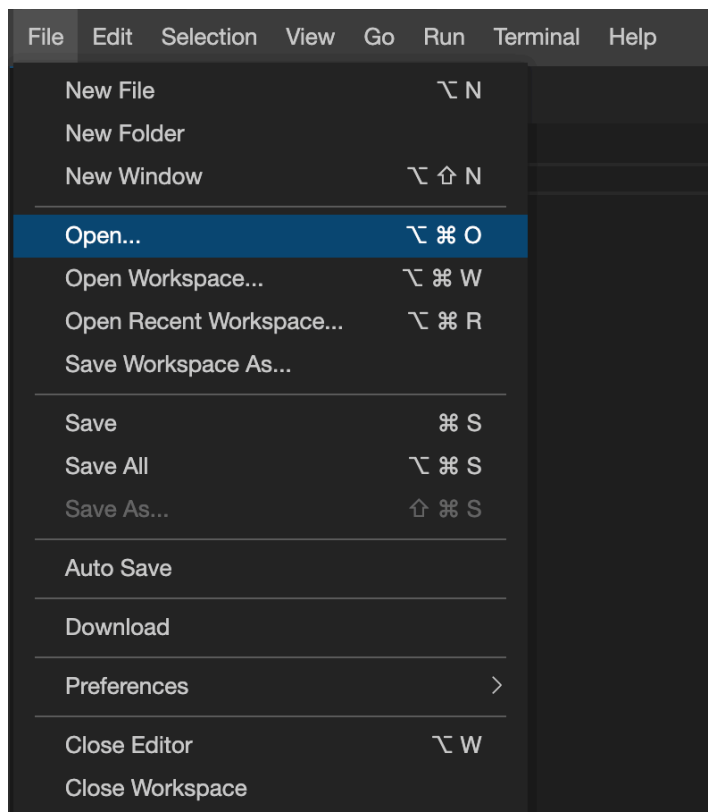 File Edit Selection View Go Run Terminal Help
New File ⌥ N
New Folder
New Window ⌥ ⇧ N
Open... ⌥ ⌘ O
Open Workspace... ⌥ ⌘ W
Open Recent Workspace... ⌥ ⌘ R
Save Workspace As...
Save ⌘ S
Save All ⌥ ⌘ S
Save As... ⇧ ⌘ S
Auto Save
Download
Preferences
Close Editor ⌥ W
Close Workspace